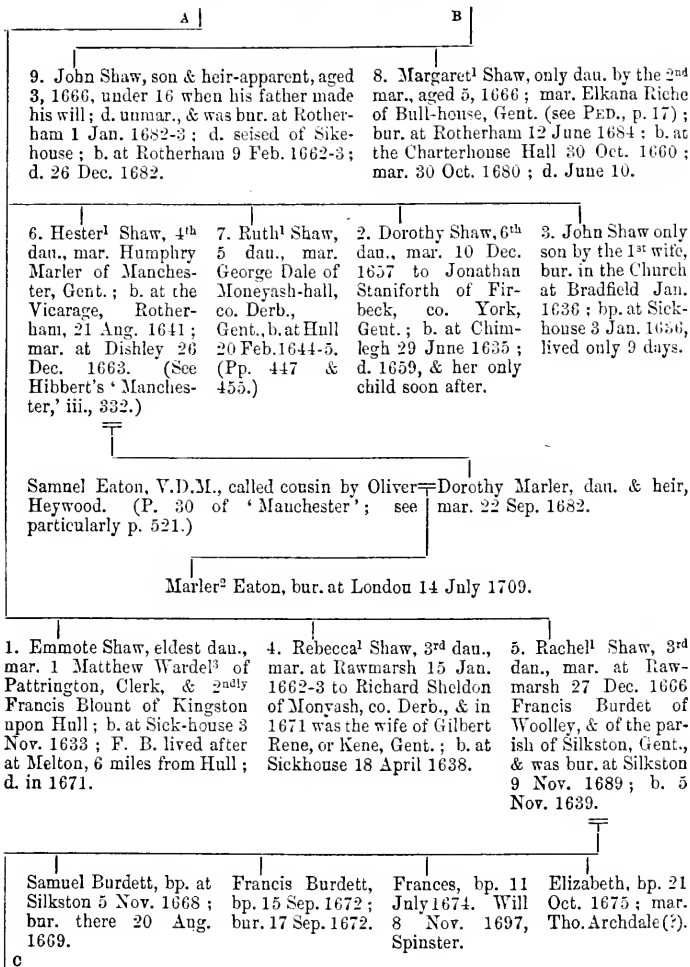 A B
9. John Shaw, son & heir-apparent, aged
3, 1666, under 16 when his father made
his will; d. unmar., & was bur. at Rother-
ham 1 Jan. 1682-3; d. seised of Sike-
house; b. at Rotherham 9 Feb. 1662-3;
d. 26 Dec. 1682.
8. Margaret¹ Shaw, only dau. by the 2nd
mar., aged 5, 1666; mar. Elkana Riche
of Bull-house, Gent. (see PED., p. 17);
bur. at Rotherham 12 June 1684: b. at
the Charterhouse Hall 30 Oct. 1660;
mar. 30 Oct. 1680; d. June 10.
6. Hester¹ Shaw, 4th
dau., mar. Humphry
Marler of Manches-
ter, Gent.; b. at the
Vicarage, Rother-
ham, 21 Aug. 1641;
mar. at Dishley 26
Dec. 1663. (See
Hibbert's ‘Manches-
ter,’ iii., 332.)
7. Ruth¹ Shaw,
5 dau., mar.
George Dale of
Moneyash-hall,
co. Derb.,
Gent., b. at Hull
20 Feb. 1644-5.
(Pp. 447 &
455.)
2. Dorothy Shaw, 6th
dau., mar. 10 Dec.
1657 to Jonathan
Staniforth of Fir-
beck, co. York,
Gent.; b. at Chim-
legh 29 June 1635;
d. 1659, & her only
child soon after.
3. John Shaw only
son by the 1st wife,
bur. in the Church
at Bradfield Jan.
1636; bp. at Sick-
house 3 Jan. 1636,
lived only 9 days.
Samuel Eaton, V.D.M., called cousin by Oliver
Heywood. (P. 30 of ‘Manchester’; see
particularly p. 521.)
Dorothy Marler, dau. & heir,
mar. 22 Sep. 1682.
Marler² Eaton, bur. at London 14 July 1709.
1. Emmote Shaw, eldest dau.,
mar. 1 Matthew Wardel³ of
Pattrington, Clerk, & 2ndly
Francis Blount of Kingston
upon Hull; b. at Sick-house 3
Nov. 1633; F. B. lived after
at Melton, 6 miles from Hull;
d. in 1671.
4. Rebecca¹ Shaw, 3rd dau.,
mar. at Rawmarsh 15 Jan.
1662-3 to Richard Sheldon
of Monyash, co. Derb., & in
1671 was the wife of Gilbert
Rene, or Kene, Gent.; b. at
Sickhouse 18 April 1638.
5. Rachel¹ Shaw, 3rd
dau., mar. at Raw-
marsh 27 Dec. 1666
Francis Burdet of
Woolley, & of the par-
ish of Silkston, Gent.,
& was bur. at Silkston
9 Nov. 1689; b. 5
Nov. 1639.
Samuel Burdett, bp. at
Silkston 5 Nov. 1668;
bur. there 20 Aug.
1669.
Francis Burdett,
bp. 15 Sep. 1672;
bur. 17 Sep. 1672.
Frances, bp. 11
July 1674. Will
8 Nov. 1697,
Spinster.
Elizabeth, bp. 21
Oct. 1675; mar.
Tho. Archdale (?).
C